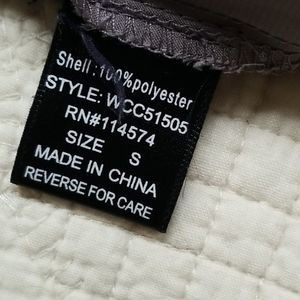 Shell:100%polyester
STYLE: WCC51505
RN#114574
SIZE S
MADE IN CHINA
REVERSE FOR CARE